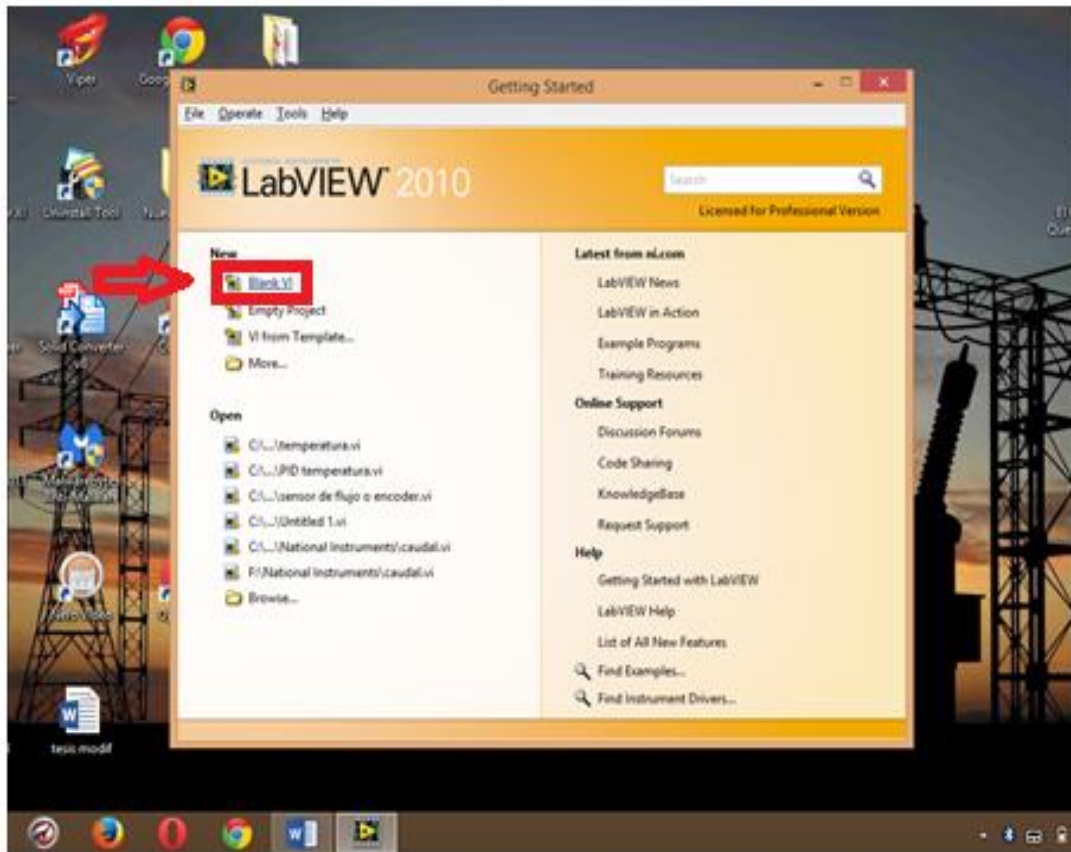 Viper
Getting Started
File Operate Tools Help
LabVIEW 2010
Search
Licensed for Professional Version
Uninstall Tool
New
Blank VI
Empty Project
VI from Template...
More...
Solid Converter
Open
C:\...\temperatura.vi
C:\...\PID temperatura.vi
C:\...\sensor de flujo o encoder.vi
C:\...\Untitled 1.vi
C:\...\National Instruments\caudal.vi
F:\National Instruments\caudal.vi
Browse...
Latest from ni.com
LabVIEW News
LabVIEW in Action
Example Programs
Training Resources
Online Support
Discussion Forums
Code Sharing
KnowledgeBase
Request Support
Help
Getting Started with LabVIEW
LabVIEW Help
List of All New Features
Find Examples...
Find Instrument Drivers...
tesis modif